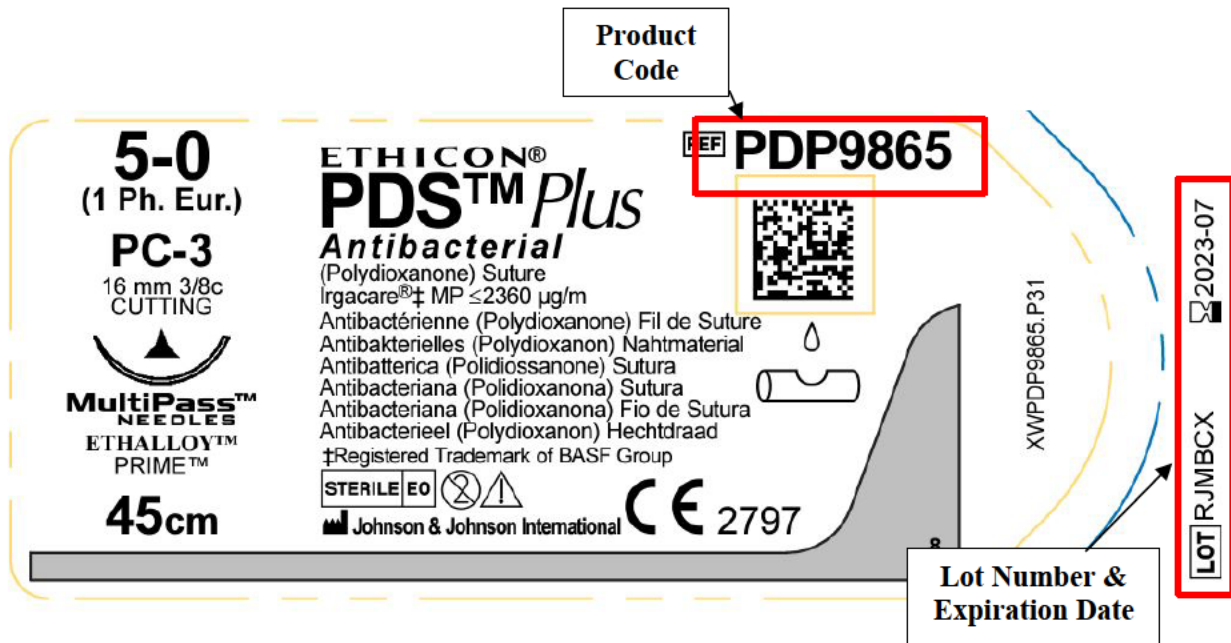 Product
Code
5-0
(1 Ph. Eur.)
PC-3
16 mm 3/8c
CUTTING
MultiPass™
NEEDLES
ETHALLOY™
PRIME™
45cm
ETHICON®
PDS™ Plus
Antibacterial
(Polydioxanone) Suture
Irgacare®‡ MP ≤2360 µg/m
Antibactérienne (Polydioxanone) Fil de Suture
Antibakterielles (Polydioxanon) Nahtmaterial
Antibatterica (Polidiossanone) Sutura
Antibacteriana (Polidioxanona) Sutura
Antibacteriana (Polidioxanona) Fio de Sutura
Antibacterieel (Polydioxanon) Hechtdraad
‡Registered Trademark of BASF Group
STERILE EO 2
Johnson & Johnson International CE 2797
REF PDP9865
8
XWPDP9865.P31
2023-07
LOT RJMBCX
Lot Number &
Expiration Date